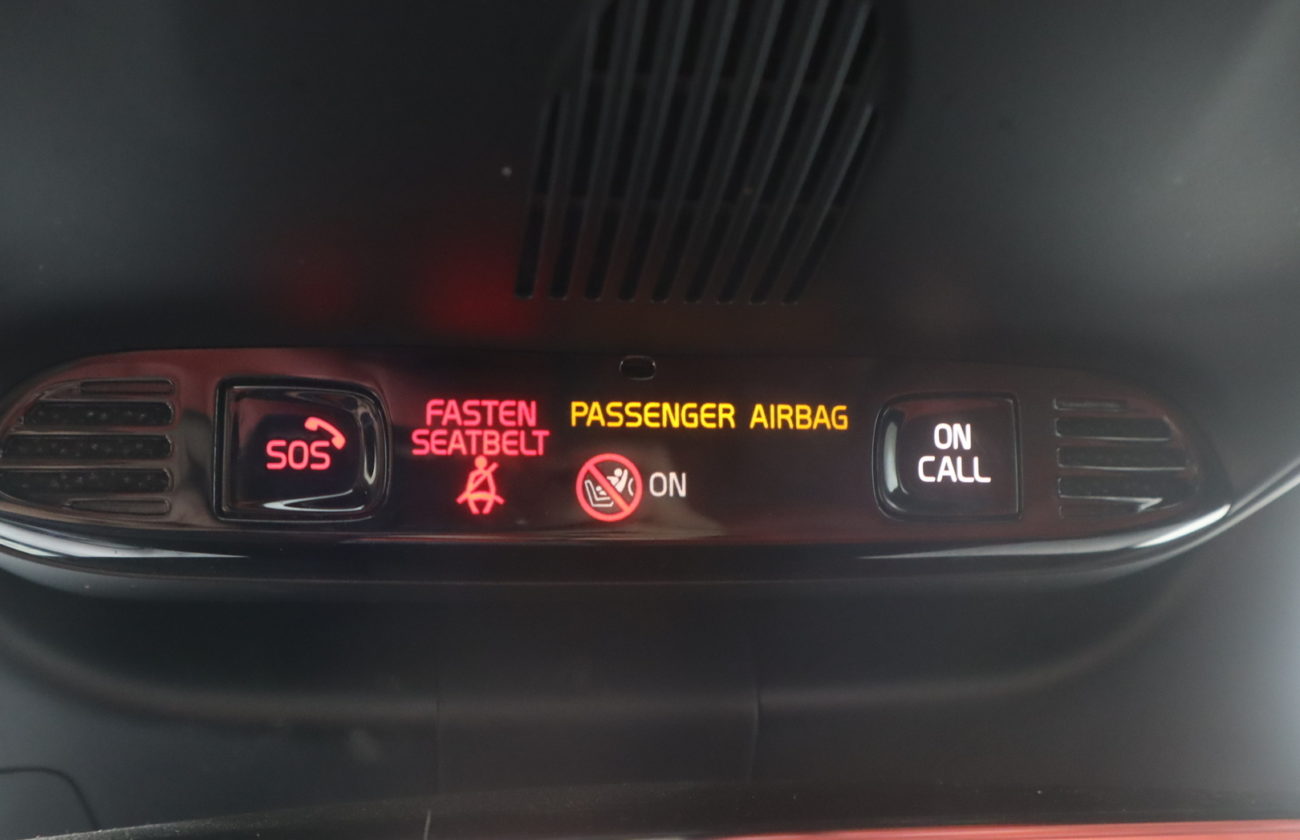 SOS
FASTEN
SEATBELT
PASSENGER AIRBAG
ON
ON
CALL